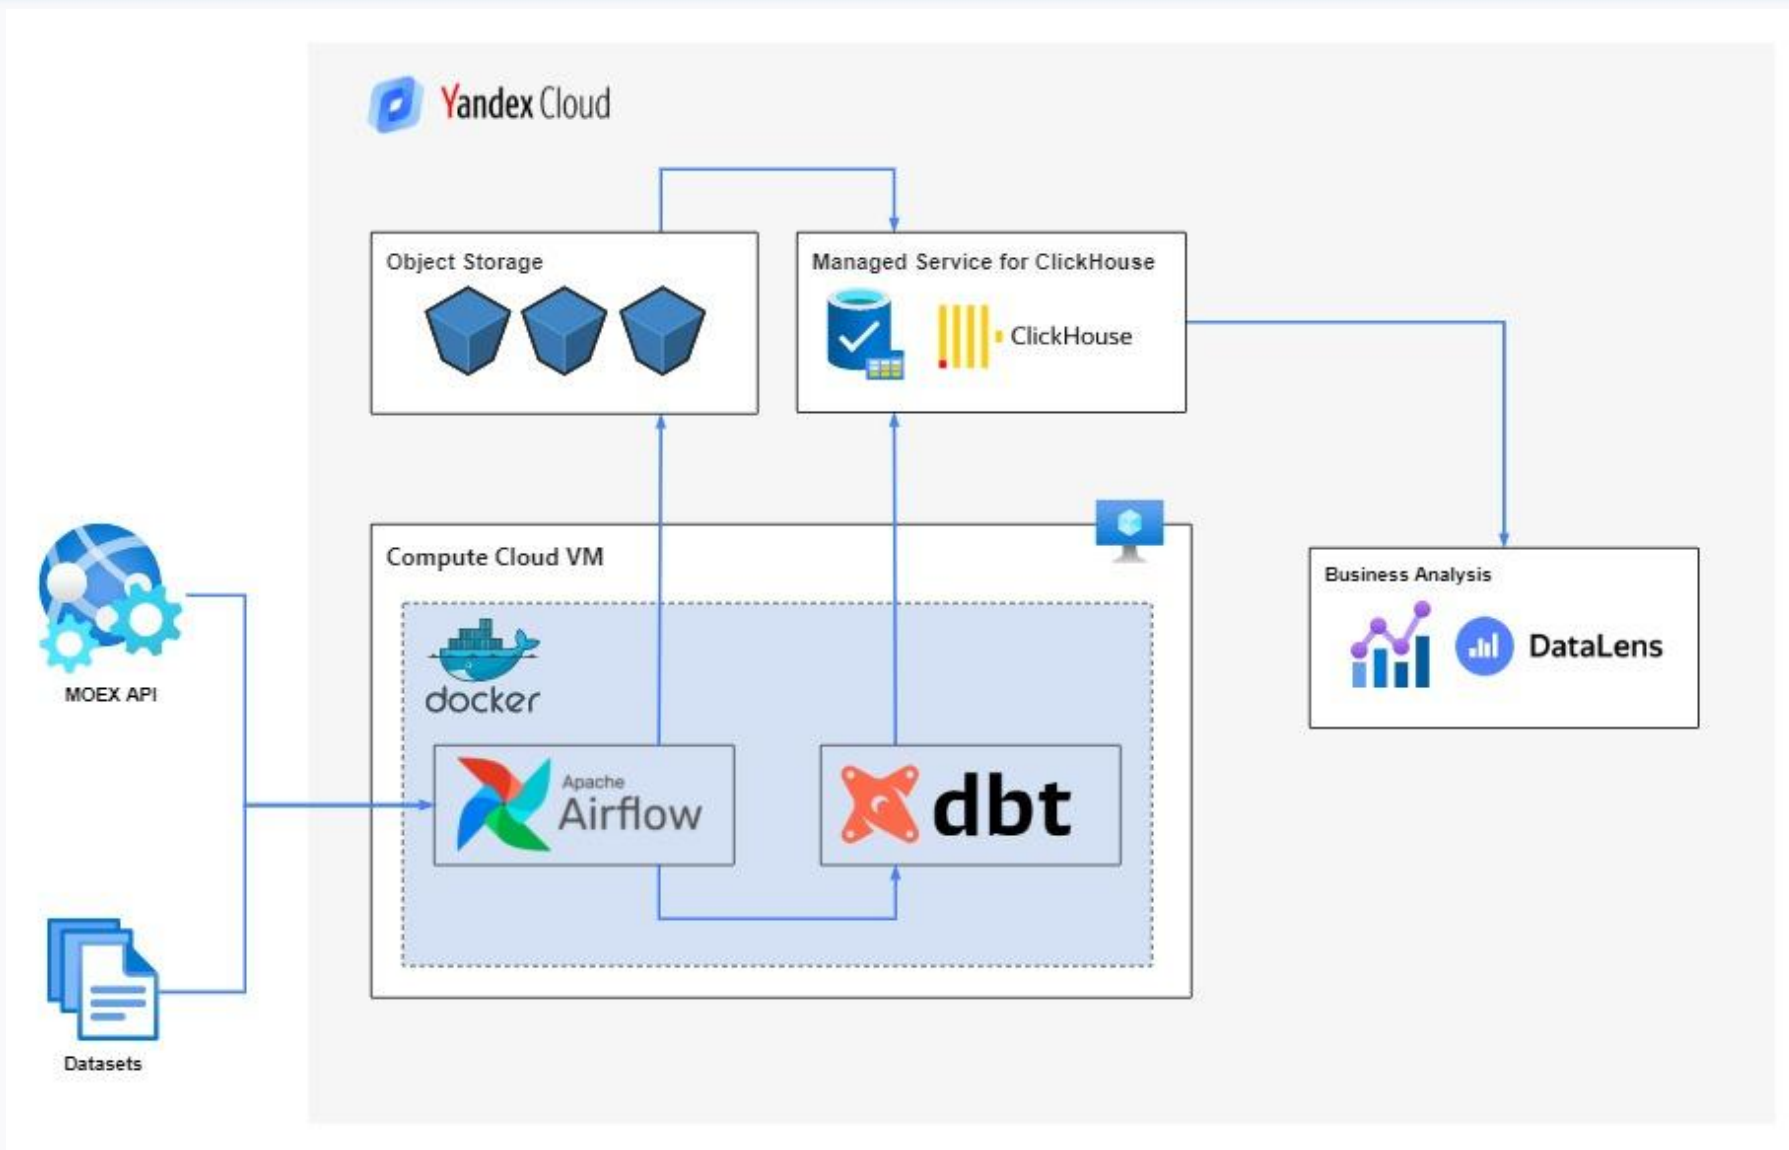 Yandex Cloud
Object Storage
Managed Service for ClickHouse
ClickHouse
Compute Cloud VM
docker
Apache
Airflow
dbt
MOEX API
Datasets
Business Analysis
DataLens